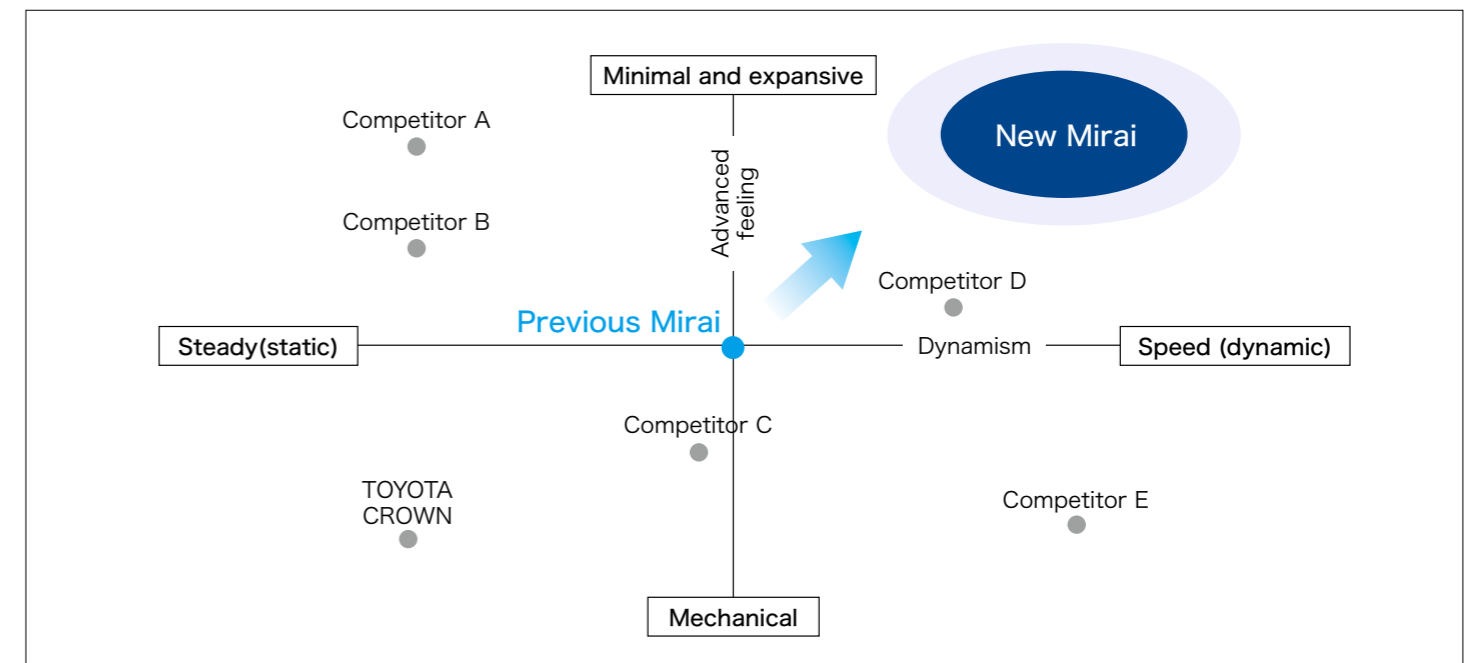 Minimal and expansive
Competitor A
New Mirai
Advanced
feeling
Competitor B
Competitor D
Previous Mirai
Steady(static)
Dynamism
Speed (dynamic)
Competitor C
TOYOTA
CROWN
Competitor E
Mechanical